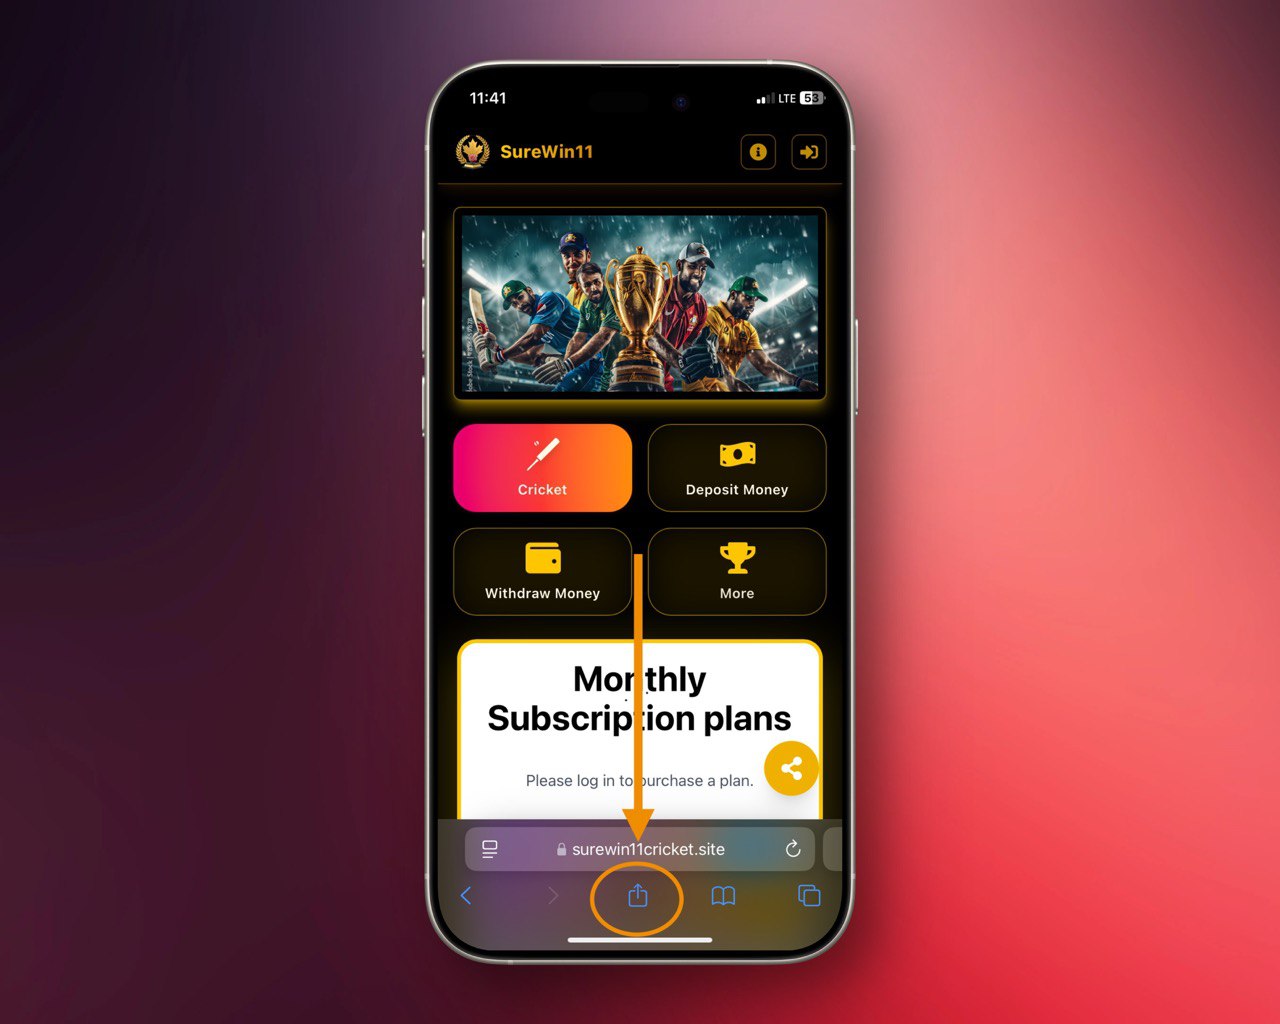 11:41
LTE 53
SureWin11
Cricket
Deposit Money
Withdraw Money
More
Monthly
Subscription plans
Please log in to purchase a plan.
surewin11cricket.site